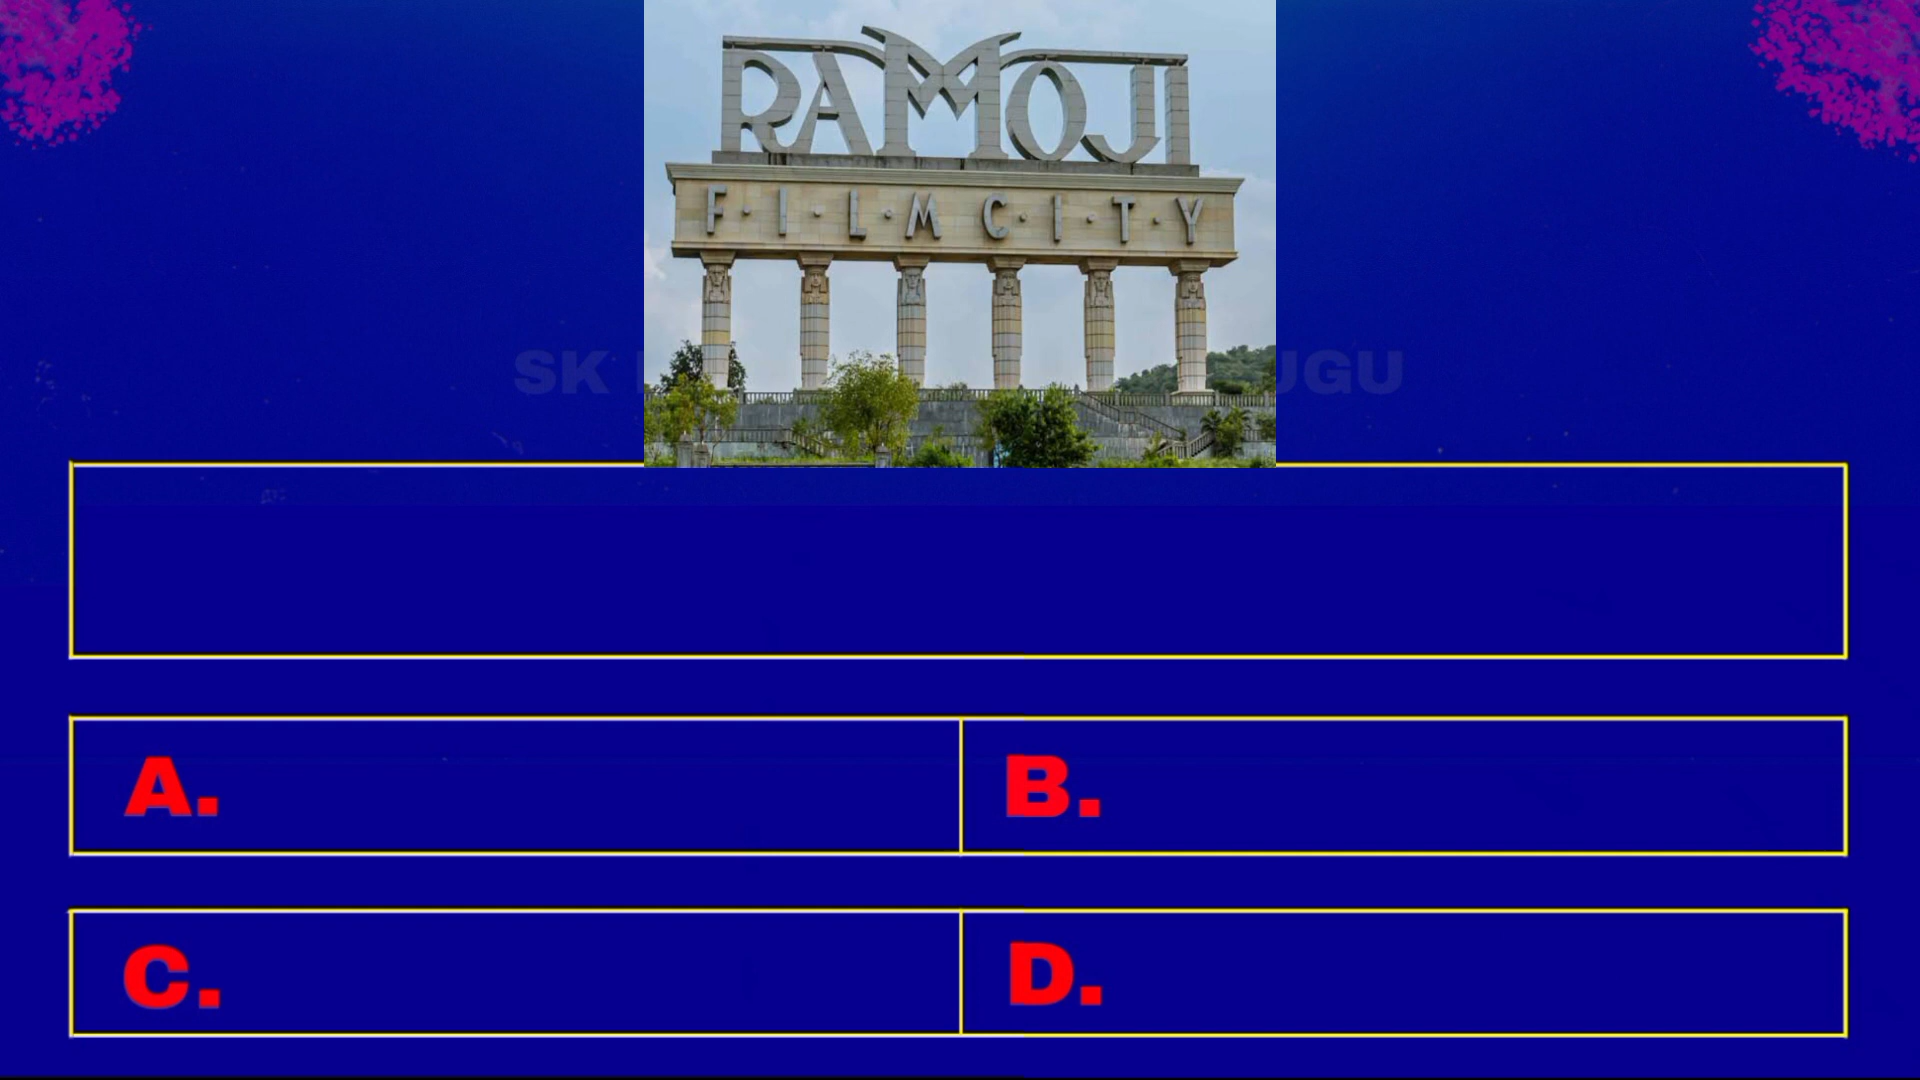 RAMOJI
F·I·L·M C·I·T·Y
SK UGU
A. B.
C. D.